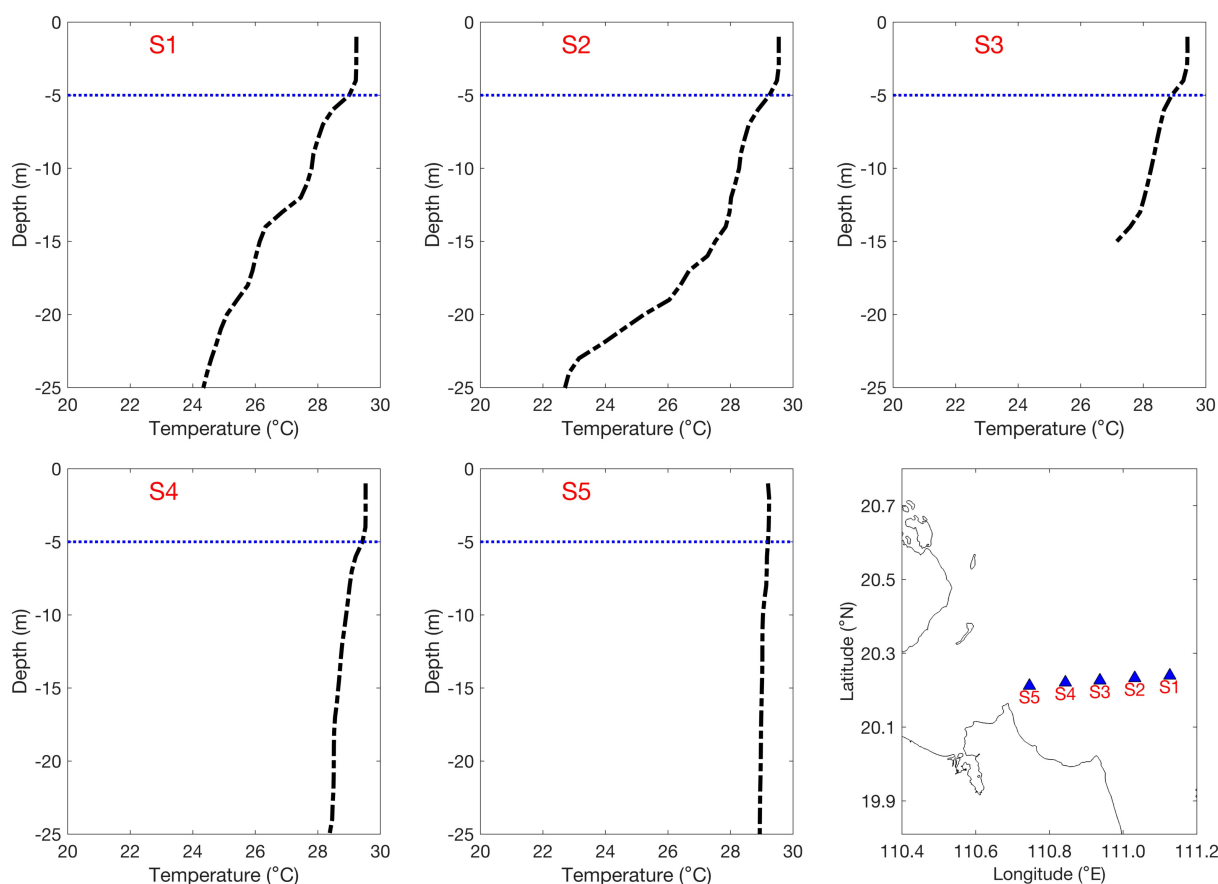 S1
0
-5
-10
-15
-20
-25
Depth (m)
20 22 24 26 28 30
Temperature (°C)
S2
0
-5
-10
-15
-20
-25
Depth (m)
20 22 24 26 28 30
Temperature (°C)
S3
0
-5
-10
-15
-20
-25
Depth (m)
20 22 24 26 28 30
Temperature (°C)
S4
0
-5
-10
-15
-20
-25
Depth (m)
20 22 24 26 28 30
Temperature (°C)
S5
0
-5
-10
-15
-20
-25
Depth (m)
20 22 24 26 28 30
Temperature (°C)
20.7
20.5
20.3
20.1
19.9
Latitude (°N)
S5 S4 S3 S2 S1
110.4 110.6 110.8 111.0 111.2
Longitude (°E)